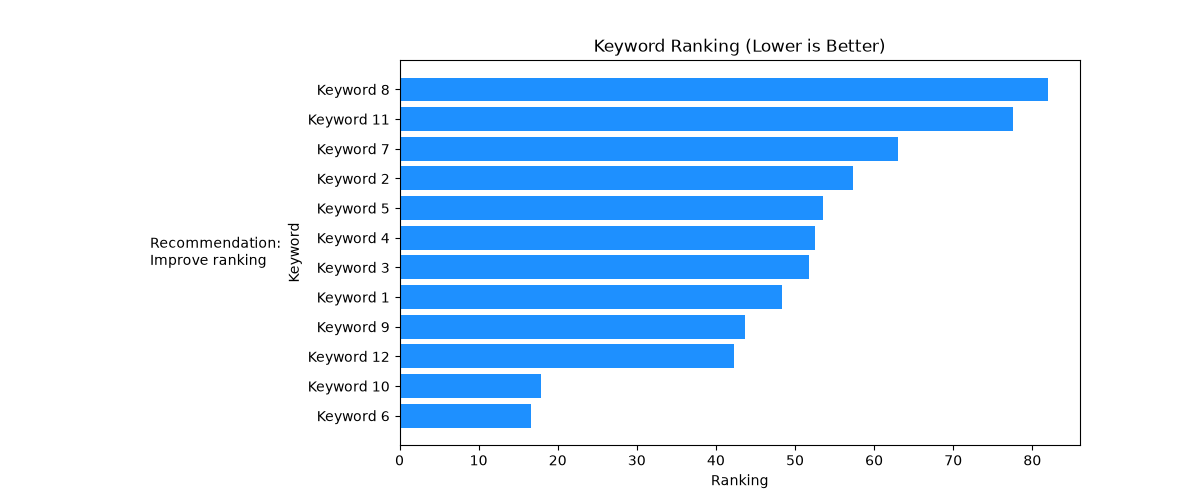 Keyword Ranking (Lower is Better)
Keyword 8
Keyword 11
Keyword 7
Keyword 2
Keyword 5
Keyword 4
Keyword 3
Keyword 1
Keyword 9
Keyword 12
Keyword 10
Keyword 6
Keyword
Recommendation:
Improve ranking
0 10 20 30 40 50 60 70 80
Ranking